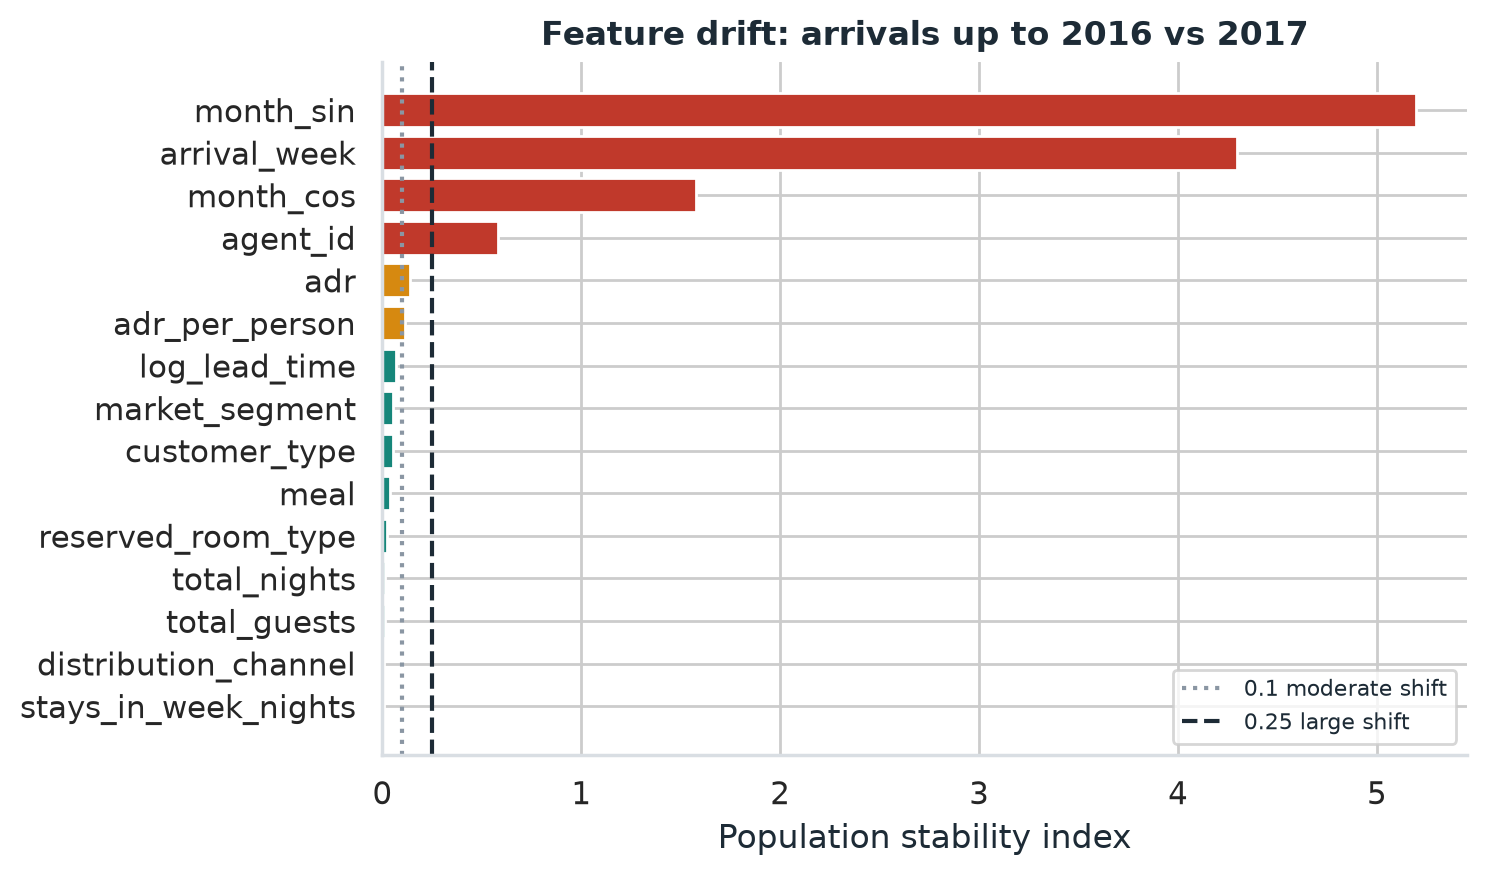 Feature drift: arrivals up to 2016 vs 2017
month_sin
arrival_week
month_cos
agent_id
adr
adr_per_person
log_lead_time
market_segment
customer_type
meal
reserved_room_type
total_nights
total_guests
distribution_channel
stays_in_week_nights
0.1 moderate shift
0.25 large shift
0 1 2 3 4 5
Population stability index